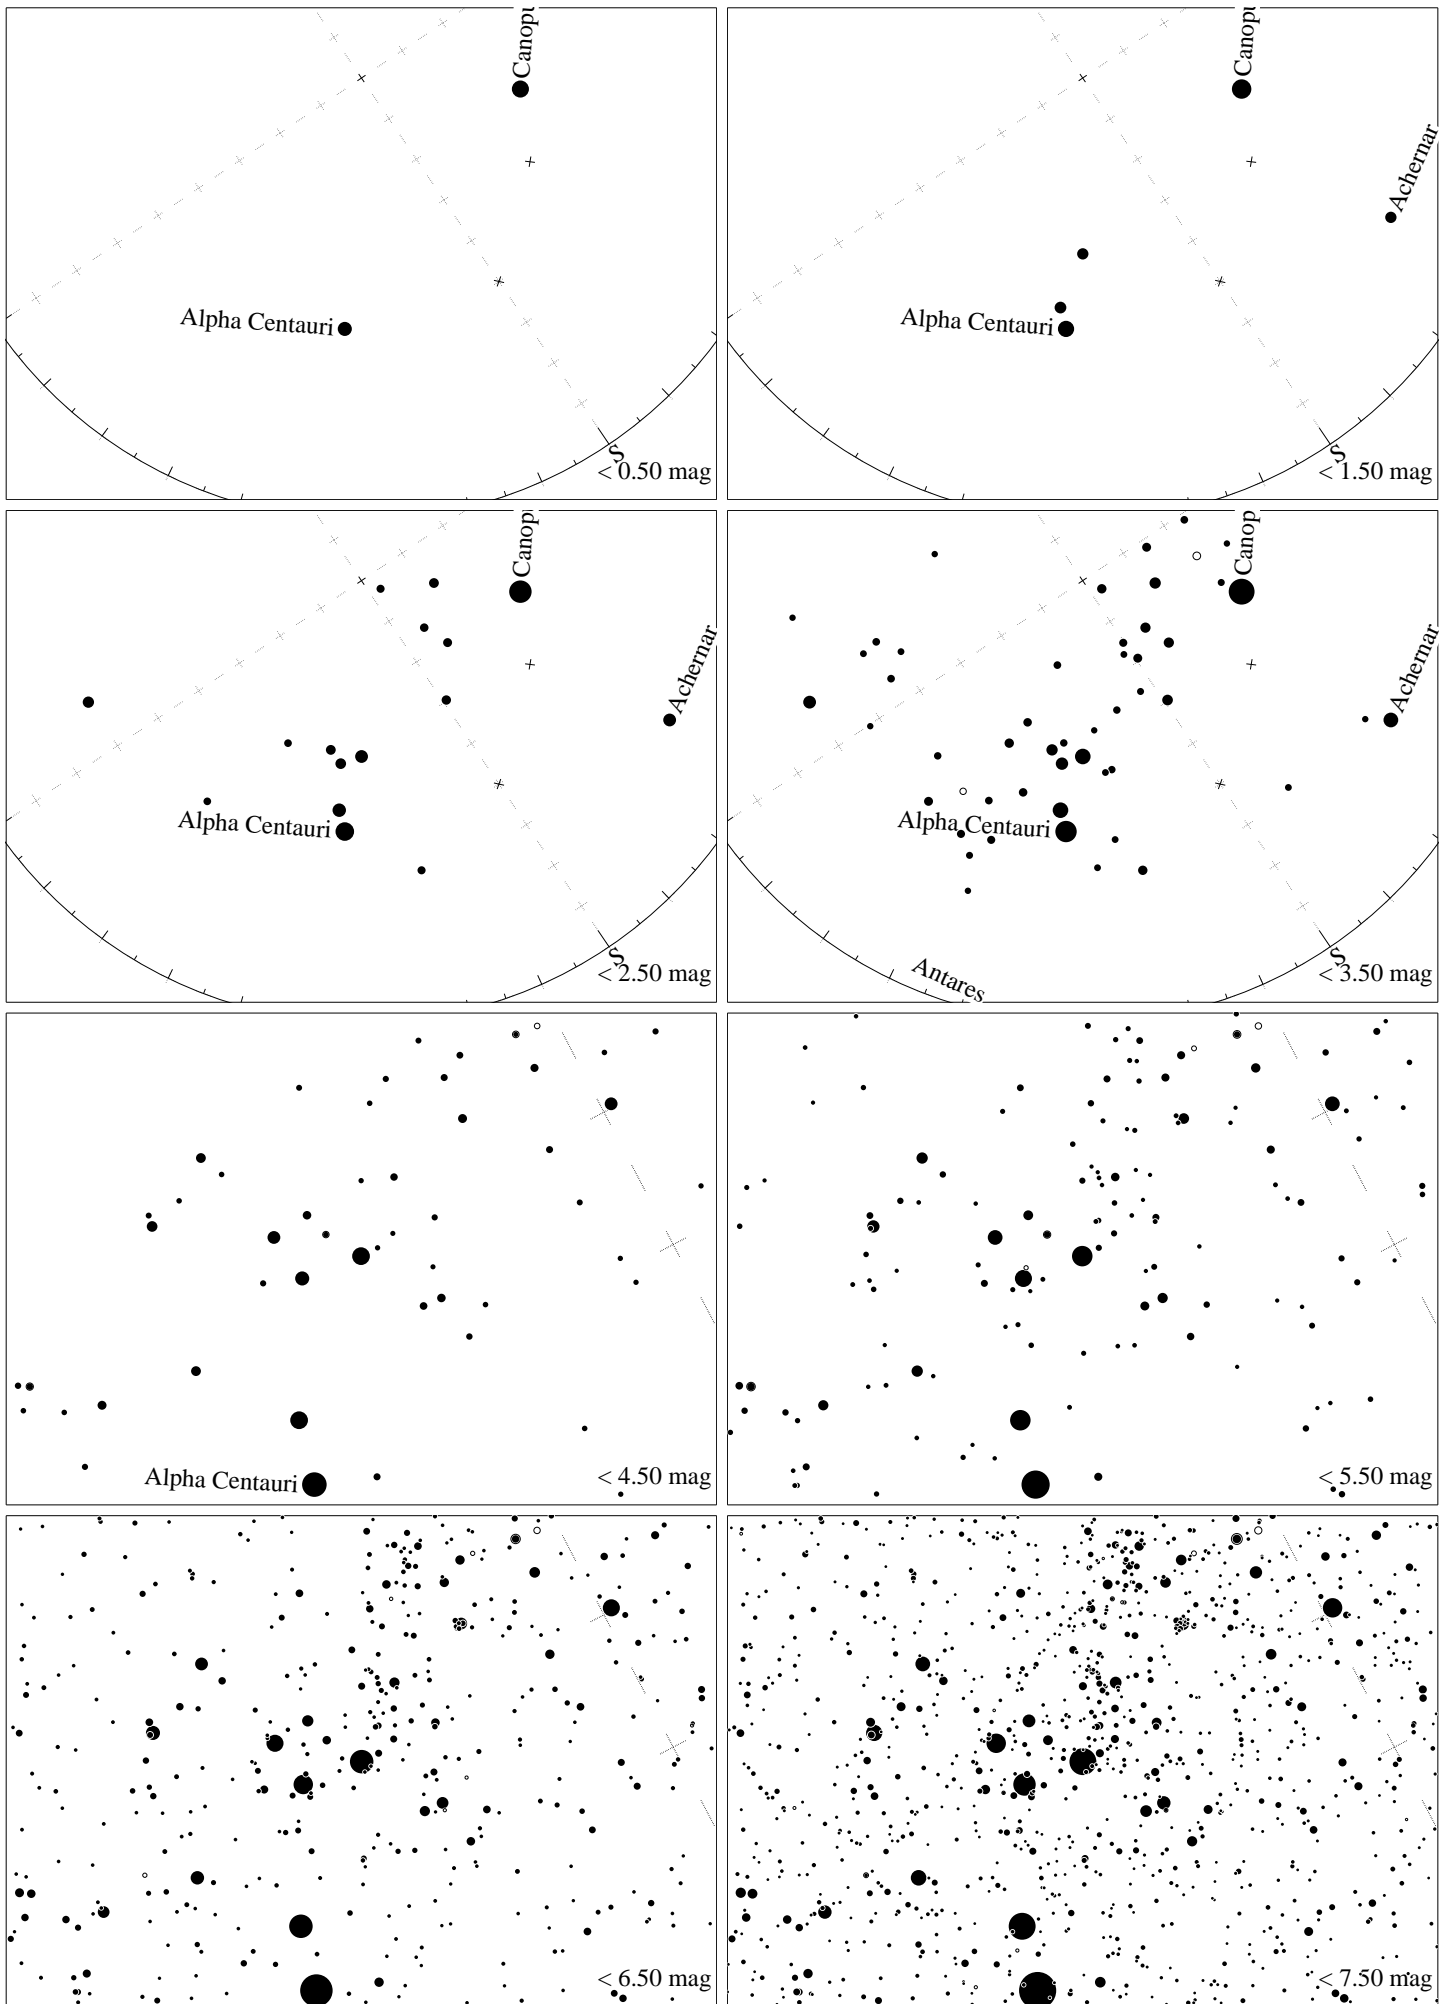 Canopu
Alpha Centauri
S
< 0.50 mag
Canopu
Achernar
Alpha Centauri
S
< 1.50 mag
Canop
Achernar
Alpha Centauri
S
< 2.50 mag
Canop
Achernar
Alpha Centauri
Antares
S
< 3.50 mag
Alpha Centauri
< 4.50 mag
< 5.50 mag
< 6.50 mag
< 7.50 mag